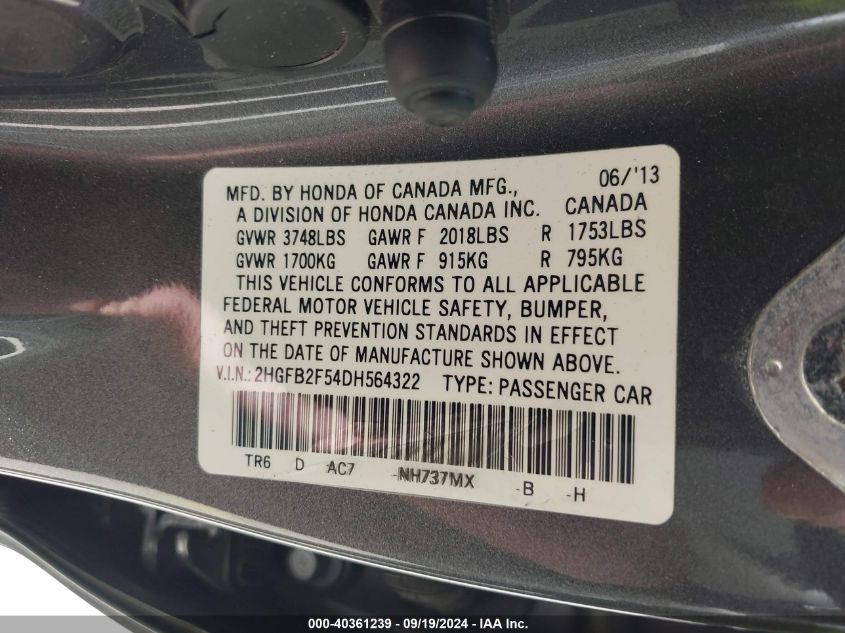 MFD. BY HONDA OF CANADA MFG., 06/'13
A DIVISION OF HONDA CANADA INC. CANADA
GVWR 3748LBS GAWR F 2018LBS R 1753LBS
GVWR 1700KG GAWR F 915KG R 795KG
THIS VEHICLE CONFORMS TO ALL APPLICABLE
FEDERAL MOTOR VEHICLE SAFETY, BUMPER,
AND THEFT PREVENTION STANDARDS IN EFFECT
ON THE DATE OF MANUFACTURE SHOWN ABOVE.
V.I.N.: 2HGFB2F54DH564322 TYPE: PASSENGER CAR
TR6 D AC7 -NH737MX -B -H
000-40361239 - 09/19/2024 - IAA Inc.